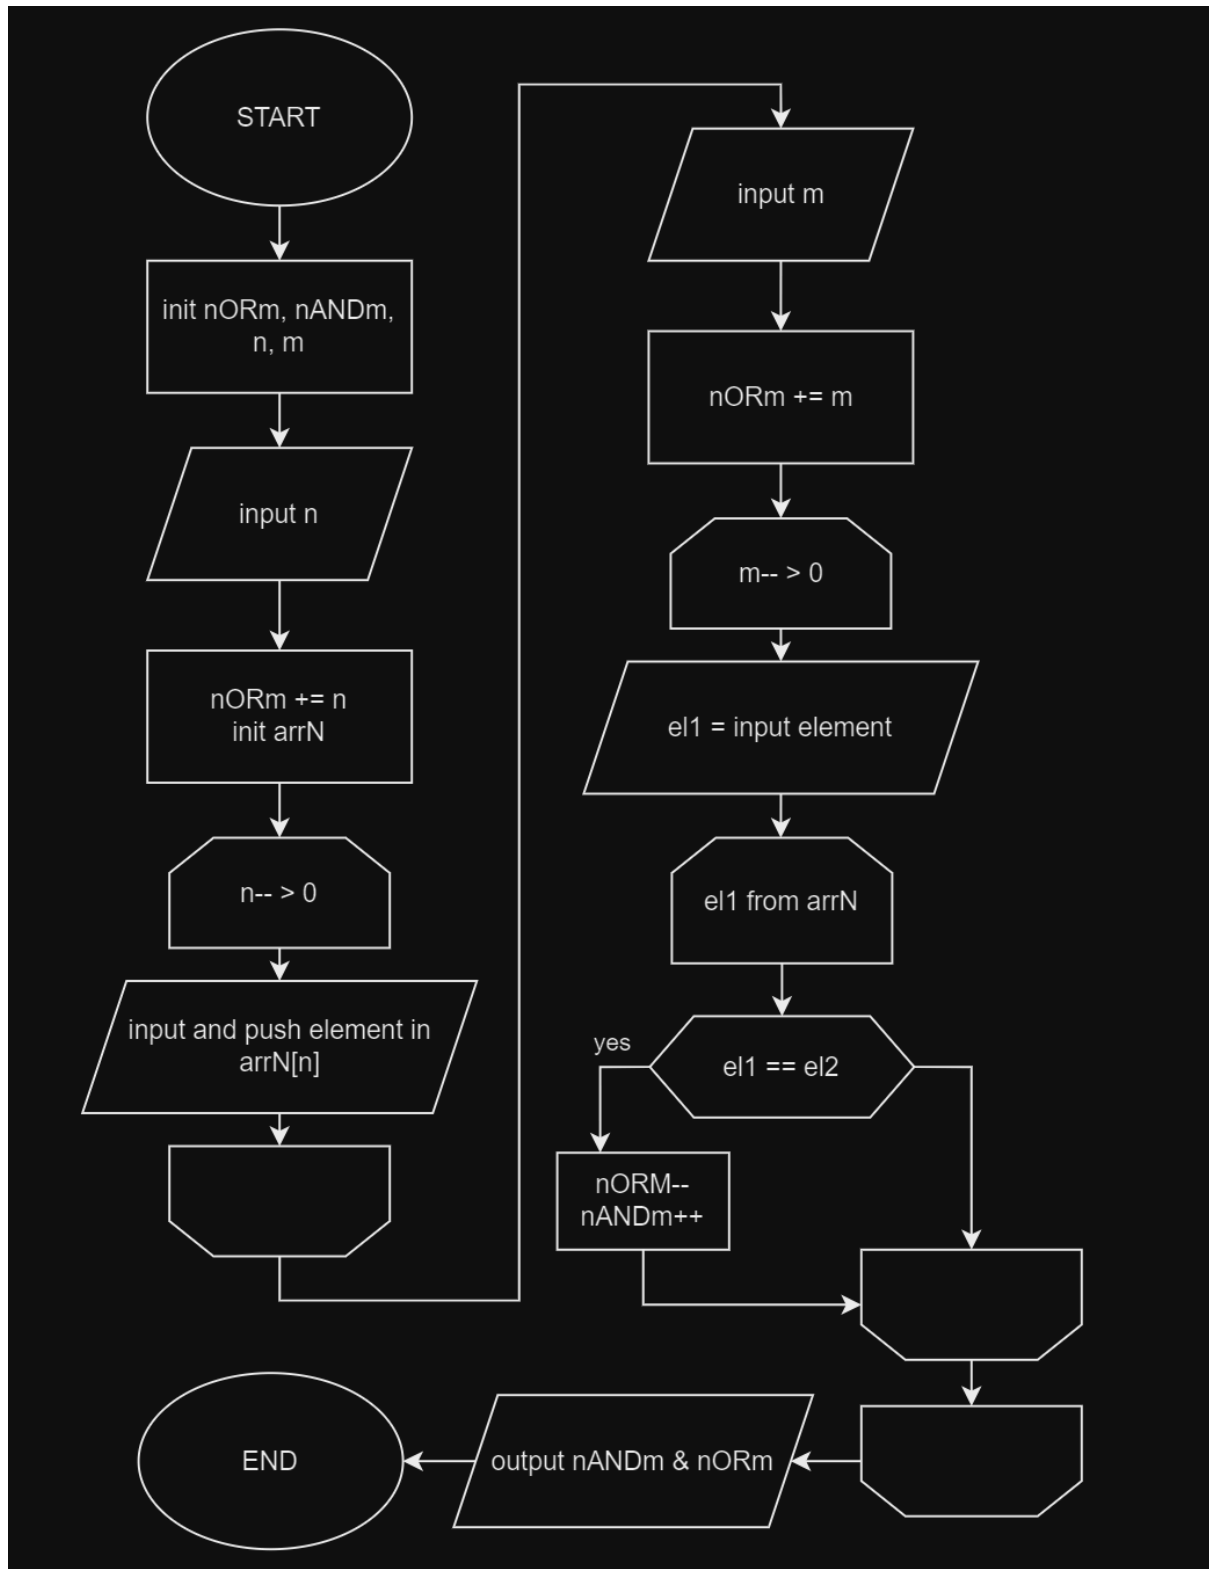 START
init nORm, nANDm,
n, m
input n
nORm += n
init arrN
n-- > 0
input and push element in
arrN[n]
input m
nORm += m
m-- > 0
el1 = input element
el1 from arrN
yes
el1 == el2
nORM--
nANDm++
output nANDm & nORm
END